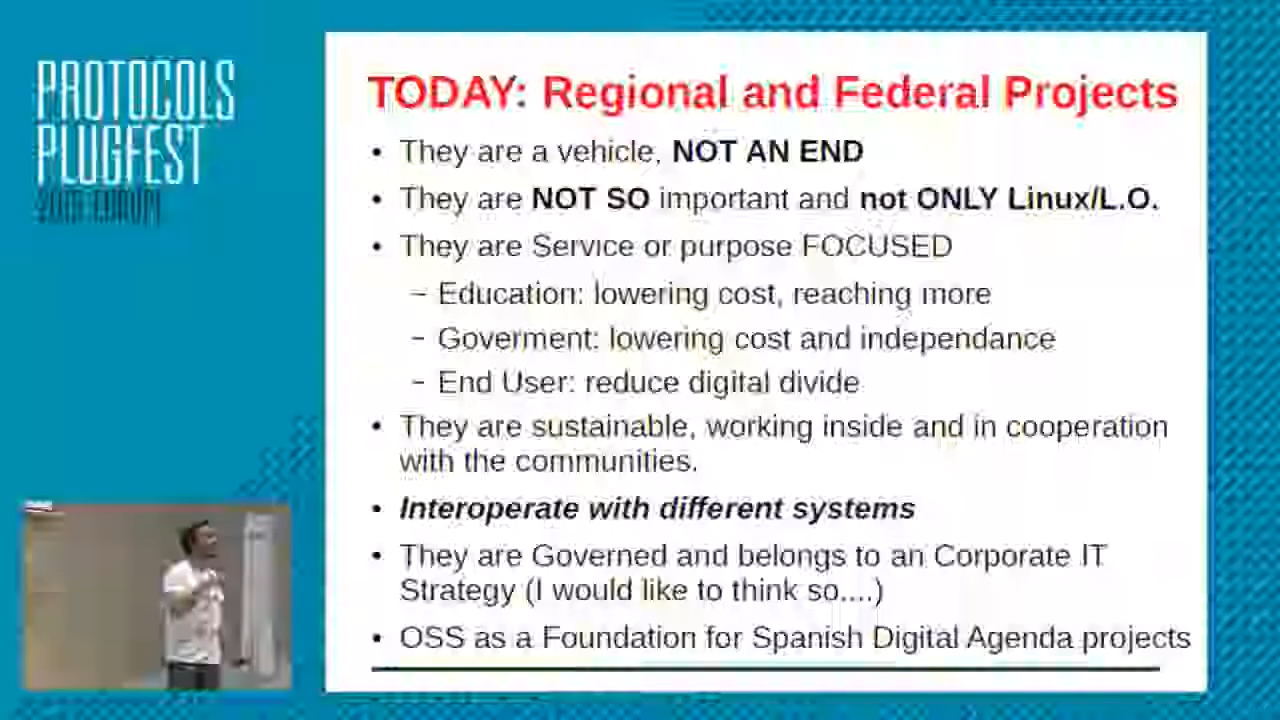 PROTOCOLS
PLUGFEST
TODAY: Regional and Federal Projects
• They are a vehicle, NOT AN END
• They are NOT SO important and not ONLY Linux/L.O.
• They are Service or purpose FOCUSED
– Education: lowering cost, reaching more
– Goverment: lowering cost and independance
– End User: reduce digital divide
• They are sustainable, working inside and in cooperation
with the communities.
• Interoperate with different systems
• They are Governed and belongs to an Corporate IT
Strategy (I would like to think so....)
• OSS as a Foundation for Spanish Digital Agenda projects